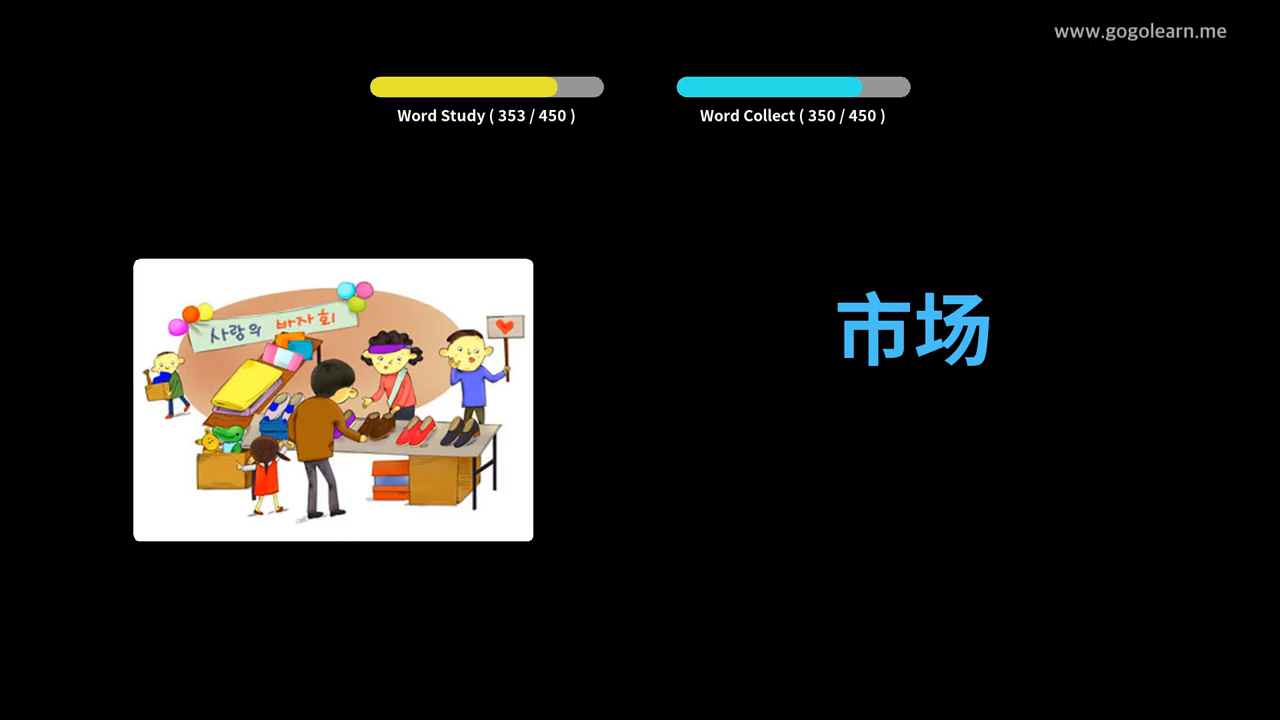 www.gogolearn.me
Word Study ( 353 / 450 )
Word Collect ( 350 / 450 )
사랑의 바자회
市场